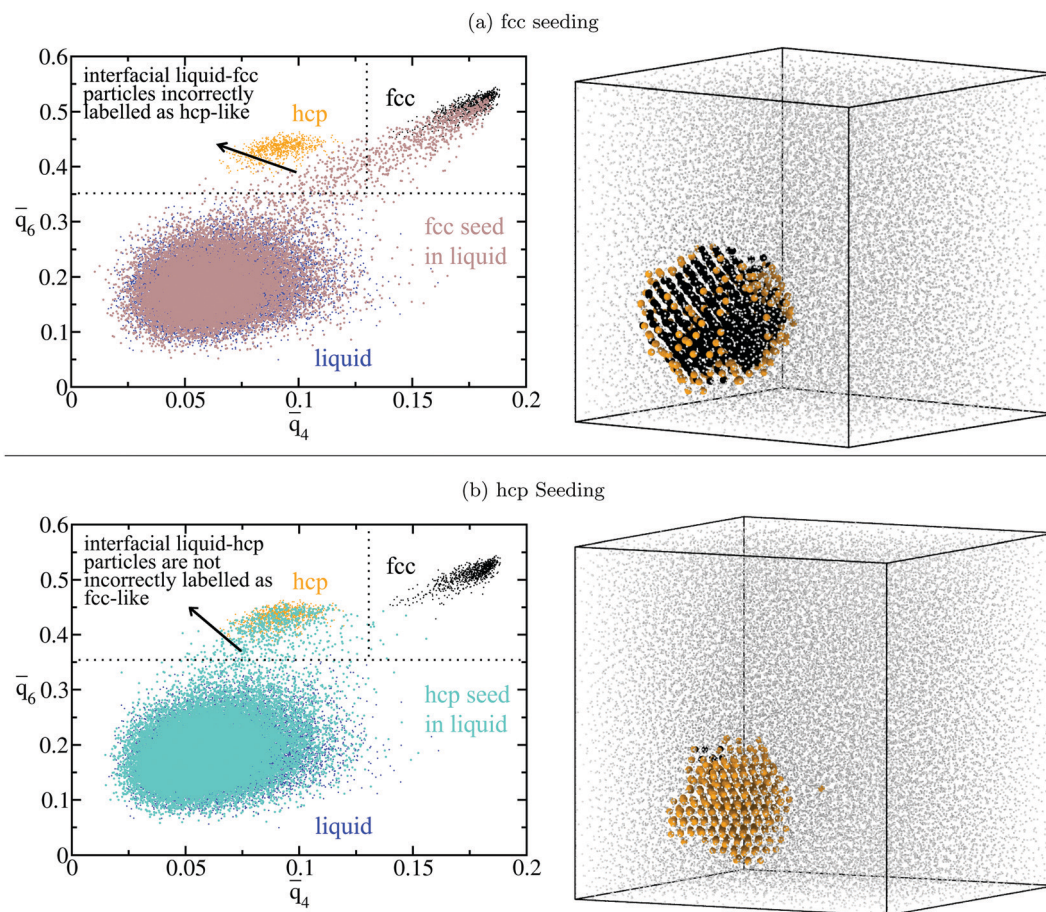 (a) fcc seeding
0.6
0.5
0.4
0.3
0.2
0.1
0
q̄6
interfacial liquid-fcc
particles incorrectly
labelled as hcp-like
fcc
hcp
fcc seed
in liquid
liquid
0
0.05
0.1
0.15
0.2
q̄4
(b) hcp Seeding
0.6
0.5
0.4
0.3
0.2
0.1
0
q̄6
interfacial liquid-hcp
particles are not
incorrectly labelled as
fcc-like
fcc
hcp
hcp seed
in liquid
liquid
0
0.05
0.1
0.15
0.2
q̄4